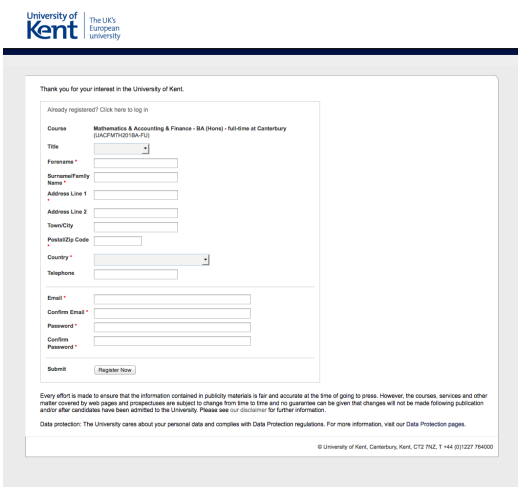 University of
Kent
The UK's
European
university
Thank you for your interest in the University of Kent.
Already registered? Click here to log in
Course
Mathematics & Accounting & Finance - BA (Hons) - full-time at Canterbury
(UACFMTH201BA-FU)
Title
Forename *
Surname/Family
Name *
Address Line 1
*
Address Line 2
Town/City
Postal/Zip Code
*
Country *
Telephone
Email *
Confirm Email *
Password *
Confirm
Password *
Submit
Register Now
Every effort is made to ensure that the information contained in publicity materials is fair and accurate at the time of going to press. However, the courses, services and other
matter covered by web pages and prospectuses are subject to change from time to time and no guarantee can be given that changes will not be made following publication
and/or after candidates have been admitted to the University. Please see our disclaimer for further information.
Data protection: The University cares about your personal data and complies with Data Protection regulations. For more information, visit our Data Protection pages.
© University of Kent, Canterbury, Kent, CT2 7NZ, T +44 (0)1227 764000